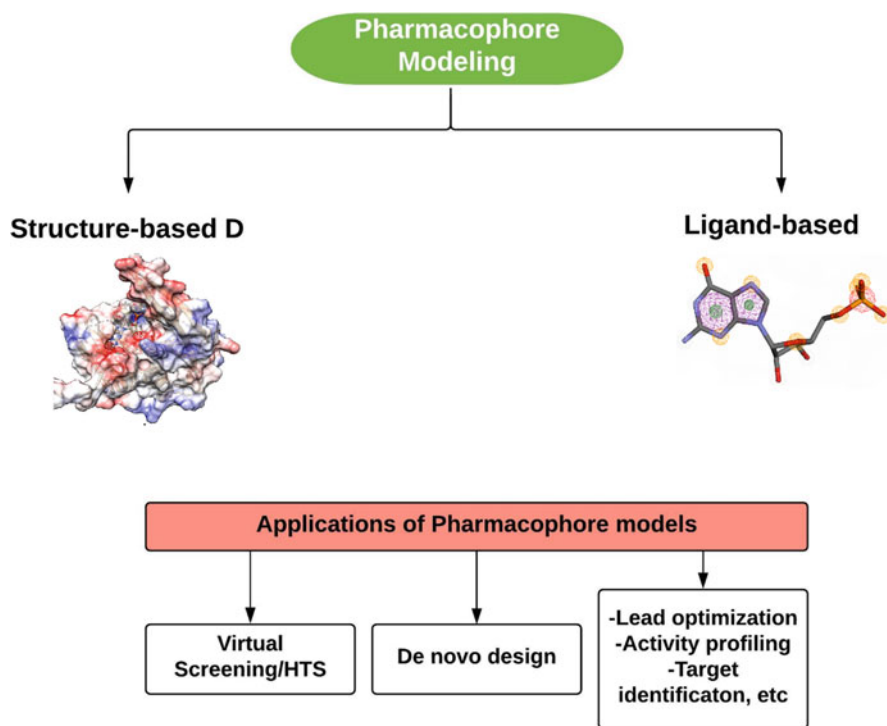 Pharmacophore
Modeling
Structure-based D
Ligand-based
Applications of Pharmacophore models
Virtual
Screening/HTS
De novo design
-Lead optimization
-Activity profiling
-Target
identificaton, etc